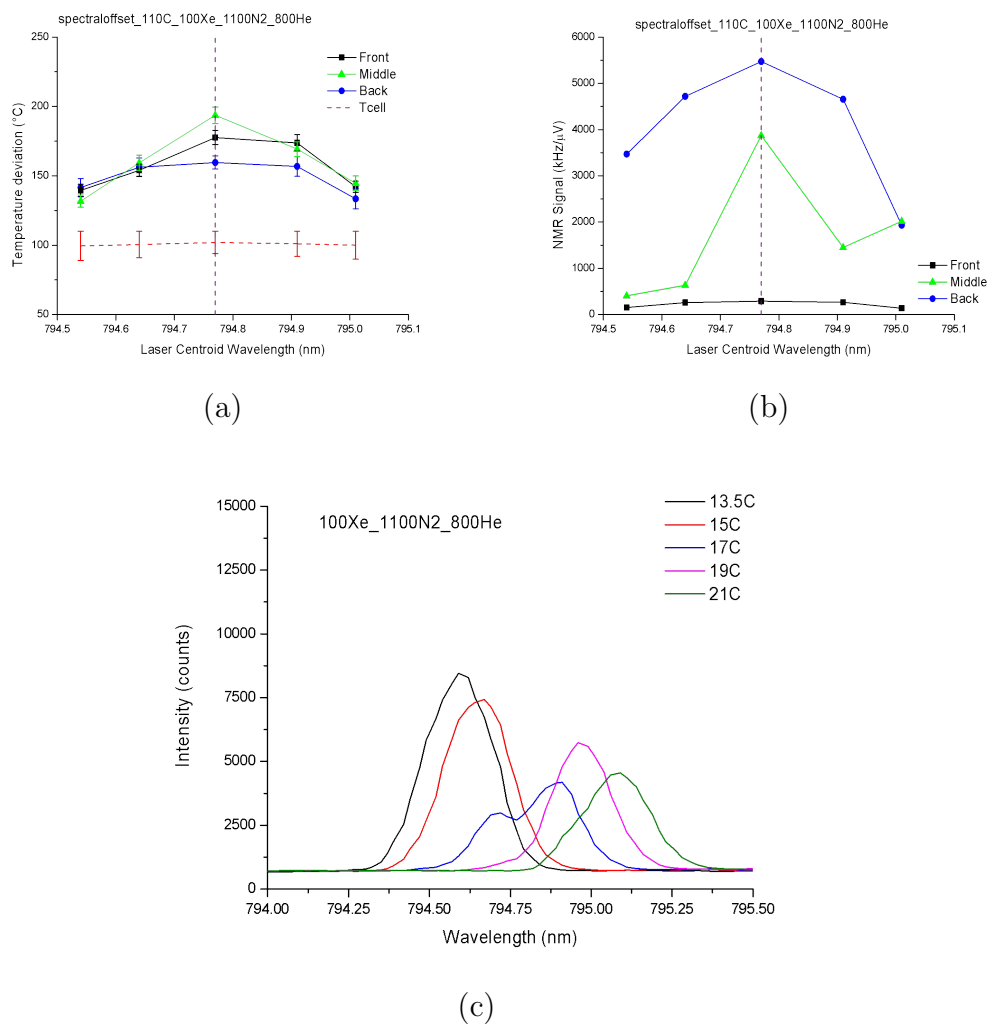 spectraloffset_110C_100Xe_1100N2_800He
250
200
150
100
50
Temperature deviation (°C)
Front
Middle
Back
Tcell
794.5 794.6 794.7 794.8 794.9 795.0 795.1
Laser Centroid Wavelength (nm)
(a)
spectraloffset_110C_100Xe_1100N2_800He
6000
5000
4000
3000
2000
1000
0
NMR Signal (kHz/µV)
Front
Middle
Back
794.5 794.6 794.7 794.8 794.9 795.0 795.1
Laser Centroid Wavelength (nm)
(b)
100Xe_1100N2_800He
13.5C
15C
17C
19C
21C
15000
12500
10000
7500
5000
2500
0
Intensity (counts)
794.00 794.25 794.50 794.75 795.00 795.25 795.50
Wavelength (nm)
(c)